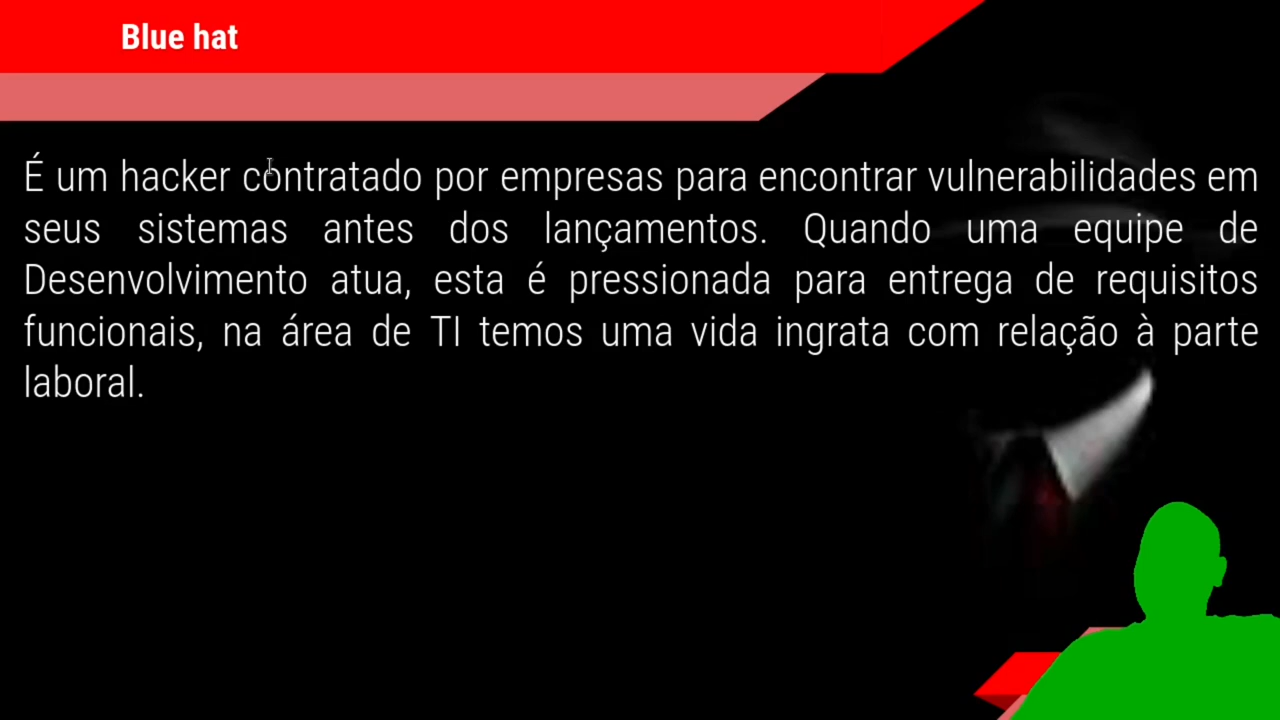 Blue hat
É um hacker contratado por empresas para encontrar vulnerabilidades em
seus sistemas antes dos lançamentos. Quando uma equipe de
Desenvolvimento atua, esta é pressionada para entrega de requisitos
funcionais, na área de TI temos uma vida ingrata com relação à parte
laboral.